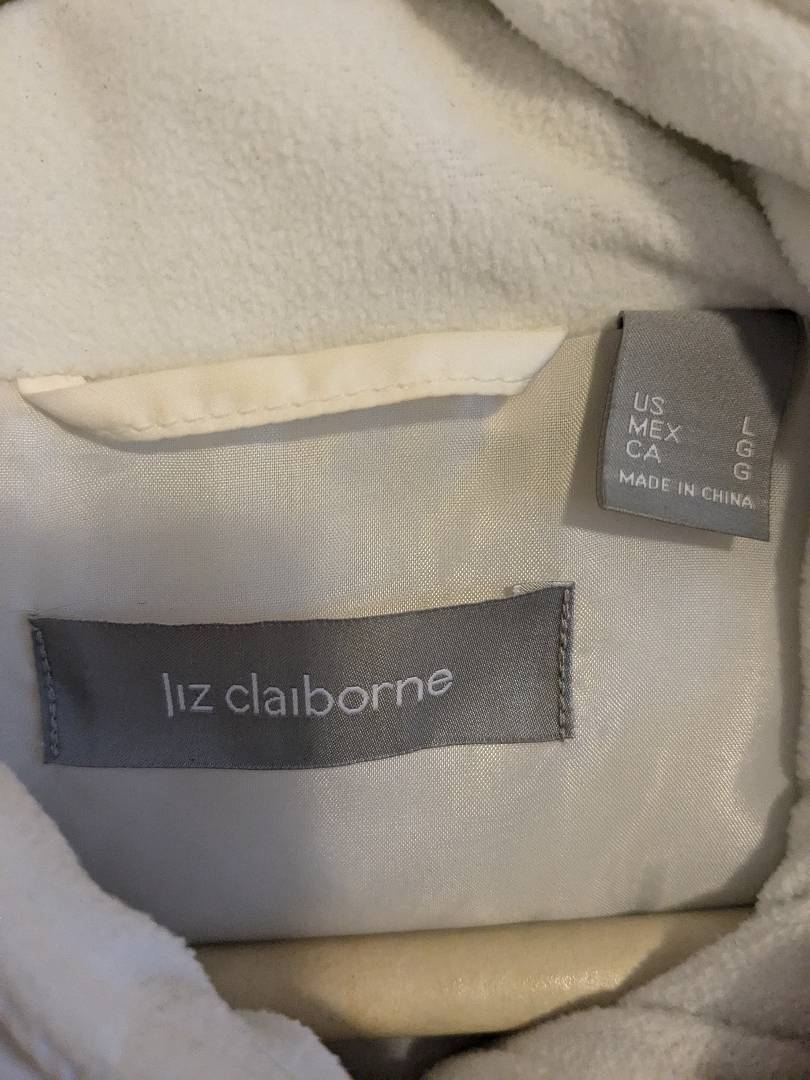 US L
MEX G
CA G
MADE IN CHINA
liz claiborne